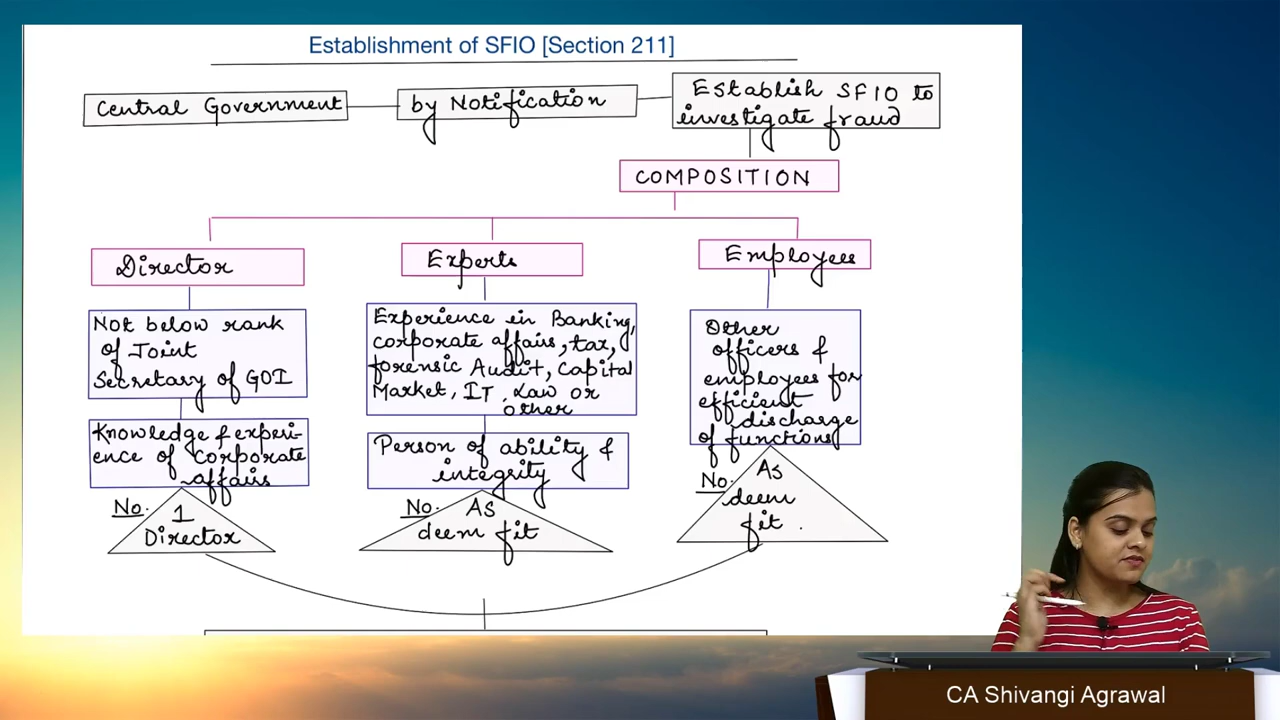 Establishment of SFIO [Section 211]
Central Government
by Notification
Establish SFIO to
investigate fraud
COMPOSITION
Director
Experts
Employees
Not below rank
of Joint
Secretary of GOI
Knowledge & experi-
ence of corporate
affairs
No.
1
Director
Experience in Banking,
corporate affairs, tax,
forensic Audit, Capital
Market, IT, Law or
other
Person of ability &
integrity
No.
As
deem fit
Other
officers &
employees for
efficient
discharge
of functions
No.
As
deem
fit.
CA Shivangi Agrawal